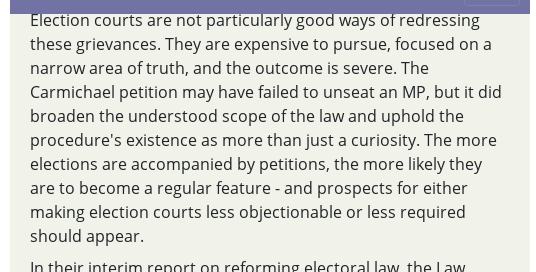 Election courts are not particularly good ways of redressing
these grievances. They are expensive to pursue, focused on a
narrow area of truth, and the outcome is severe. The
Carmichael petition may have failed to unseat an MP, but it did
broaden the understood scope of the law and uphold the
procedure's existence as more than just a curiosity. The more
elections are accompanied by petitions, the more likely they
are to become a regular feature - and prospects for either
making election courts less objectionable or less required
should appear.
In their interim report on reforming electoral law, the Law